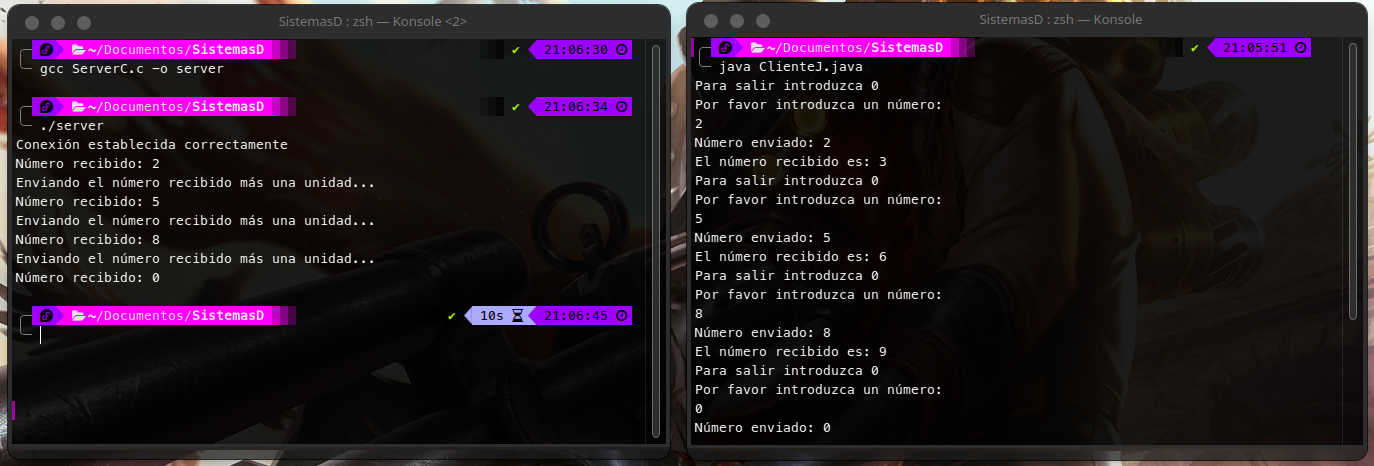 SistemasD : zsh — Konsole <2>
~/Documentos/SistemasD ✔ 21:06:30
gcc ServerC.c -o server
~/Documentos/SistemasD ✔ 21:06:34
./server
Conexión establecida correctamente
Número recibido: 2
Enviando el número recibido más una unidad...
Número recibido: 5
Enviando el número recibido más una unidad...
Número recibido: 8
Enviando el número recibido más una unidad...
Número recibido: 0
~/Documentos/SistemasD ✔ 10s 21:06:45
SistemasD : zsh — Konsole
~/Documentos/SistemasD ✔ 21:05:51
java ClienteJ.java
Para salir introduzca 0
Por favor introduzca un número:
2
Número enviado: 2
El número recibido es: 3
Para salir introduzca 0
Por favor introduzca un número:
5
Número enviado: 5
El número recibido es: 6
Para salir introduzca 0
Por favor introduzca un número:
8
Número enviado: 8
El número recibido es: 9
Para salir introduzca 0
Por favor introduzca un número:
0
Número enviado: 0